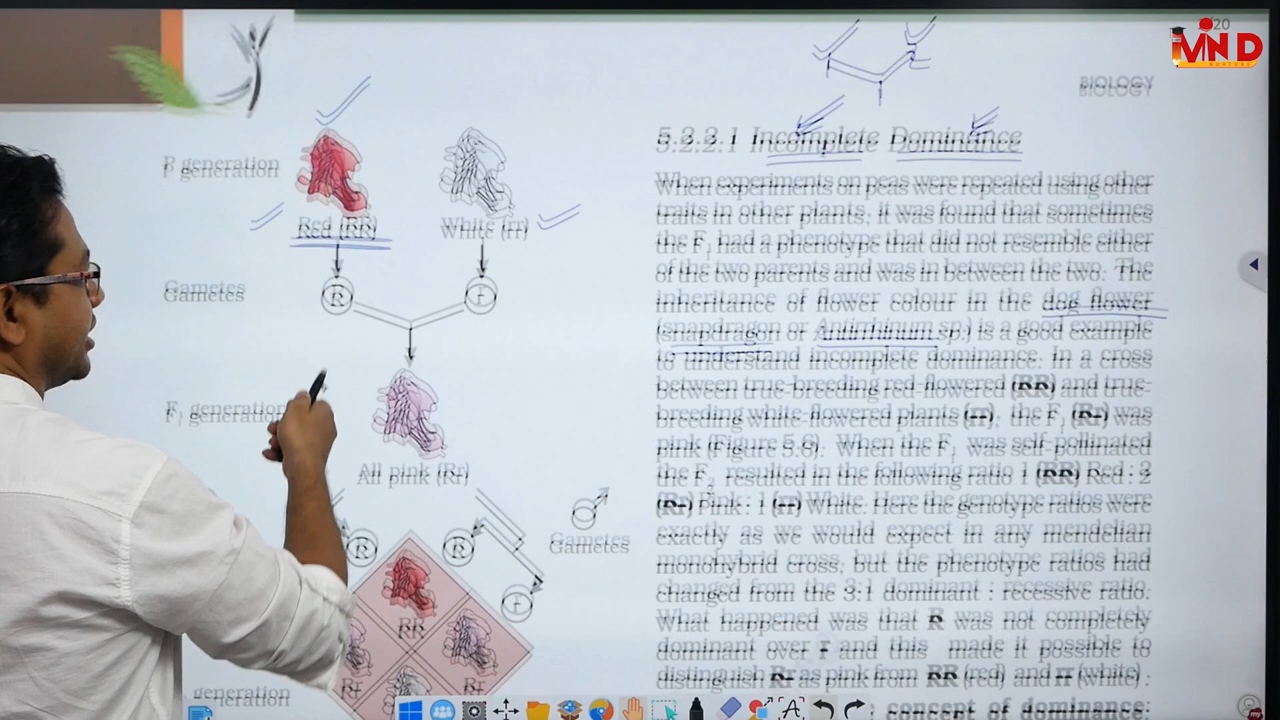 20
MIND
BIOLOGY
P generation
Red (RR)
White (rr)
Gametes
R
r
F₁ generation
All pink (Rr)
R
R
r
Gametes
RR
Rr
Rr
generation
5.2.2.1 Incomplete Dominance
When experiments on peas were repeated using other
traits in other plants, it was found that sometimes
the F₁ had a phenotype that did not resemble either
of the two parents and was in between the two. The
inheritance of flower colour in the dog flower
(snapdragon or Antirrhinum sp.) is a good example
to understand incomplete dominance. In a cross
between true-breeding red-flowered (RR) and true-
breeding white-flowered plants (rr), the F₁ (Rr) was
pink (Figure 5.6). When the F₁ was self-pollinated
the F₂ resulted in the following ratio 1 (RR) Red : 2
(Rr) Pink : 1 (rr) White. Here the genotype ratios were
exactly as we would expect in any mendelian
monohybrid cross, but the phenotype ratios had
changed from the 3:1 dominant : recessive ratio.
What happened was that R was not completely
dominant over r and this made it possible to
distinguish Rr as pink from RR (red) and rr (white) .
concept of dominance: